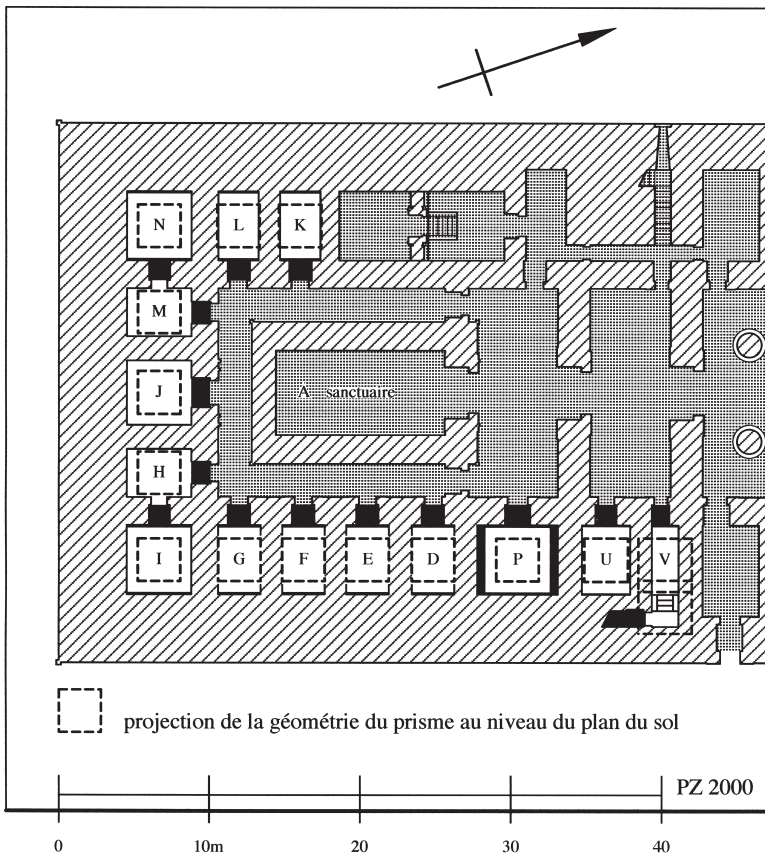 N
L
K
M
J
A sanctuaire
H
I
G
F
E
D
P
U
V
projection de la géométrie du prisme au niveau du plan du sol
PZ 2000
0 10m 20 30 40